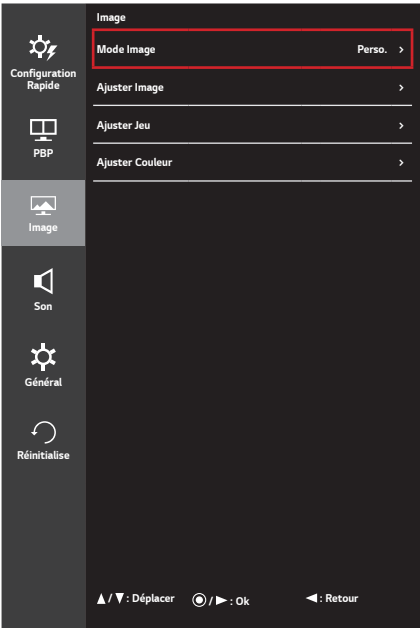 Image
Mode Image Perso. >
Ajuster Image >
Ajuster Jeu >
Ajuster Couleur >
Configuration
Rapide
PBP
Image
Son
Général
Réinitialise
▲/▼: Déplacer ◉/►: Ok ◄: Retour